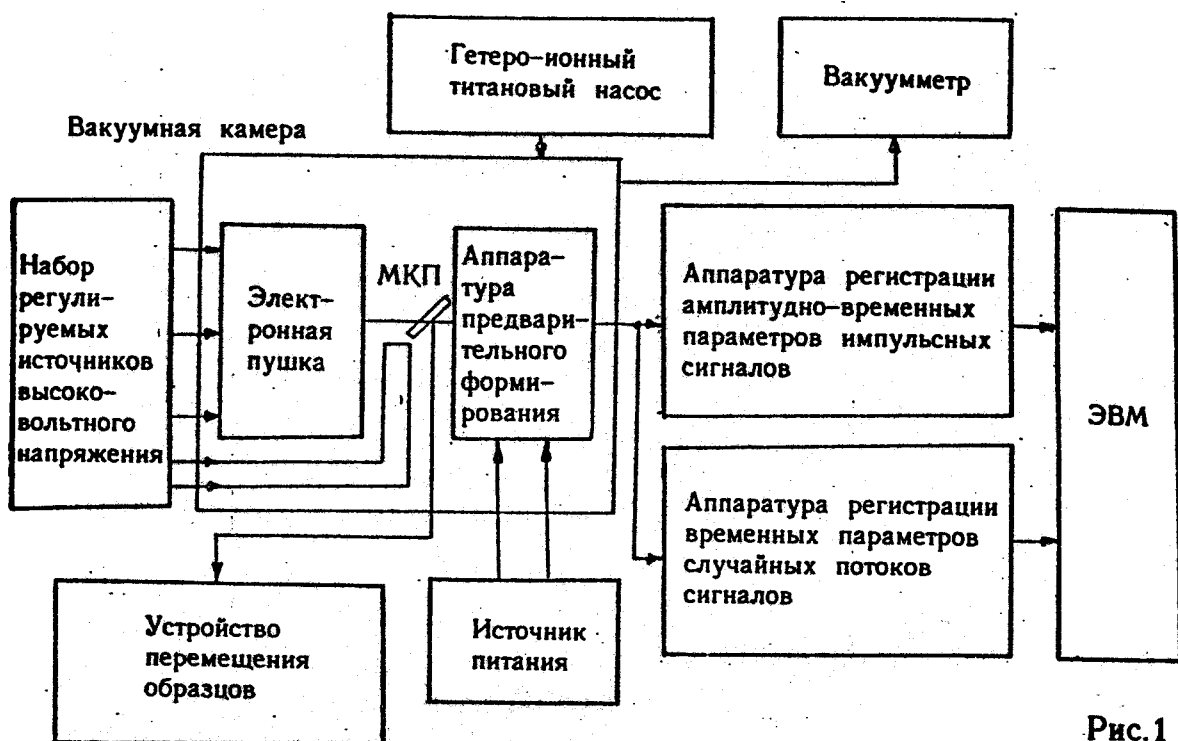 Гетеро-ионный
титановый насос
Вакуумметр
Вакуумная камера
Набор
регули-
руемых
источников
высоко-
вольтного
напряжения
Элект-
ронная
пушка
МКП
Аппара-
тура
предвари-
тельного
форми-
рования
Аппаратура регистрации
амплитудно-временных
параметров импульсных
сигналов
ЭВМ
Аппаратура регистрации
временных параметров
случайных потоков
сигналов
Устройство
перемещения
образцов
Источник
питания
Рис.1